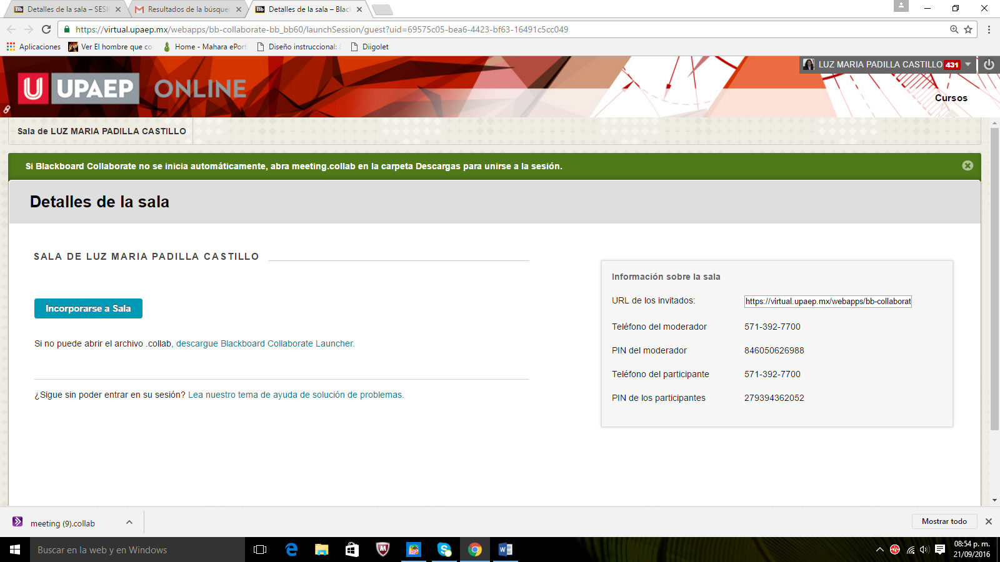 Detalles de la sala – SESI
Resultados de la búsque
Detalles de la sala – Blac
https://virtual.upaep.mx/webapps/bb-collaborate-bb_bb60/launchSession/guest?uid=69575c05-bea6-4423-bf63-16491c5cc049
Aplicaciones
Ver El hombre que co
Home - Mahara ePort
Diseño instruccional:
Diigolet
LUZ MARIA PADILLA CASTILLO 431
U UPAEP ONLINE
Cursos
Sala de LUZ MARIA PADILLA CASTILLO
Si Blackboard Collaborate no se inicia automáticamente, abra meeting.collab en la carpeta Descargas para unirse a la sesión.
Detalles de la sala
SALA DE LUZ MARIA PADILLA CASTILLO
Incorporarse a Sala
Si no puede abrir el archivo .collab, descargue Blackboard Collaborate Launcher.
¿Sigue sin poder entrar en su sesión? Lea nuestro tema de ayuda de solución de problemas.
Información sobre la sala
URL de los invitados: https://virtual.upaep.mx/webapps/bb-collaborat
Teléfono del moderador 571-392-7700
PIN del moderador 846050626988
Teléfono del participante 571-392-7700
PIN de los participantes 279394362052
meeting (9).collab
Mostrar todo
Buscar en la web y en Windows
08:54 p. m.
21/09/2016